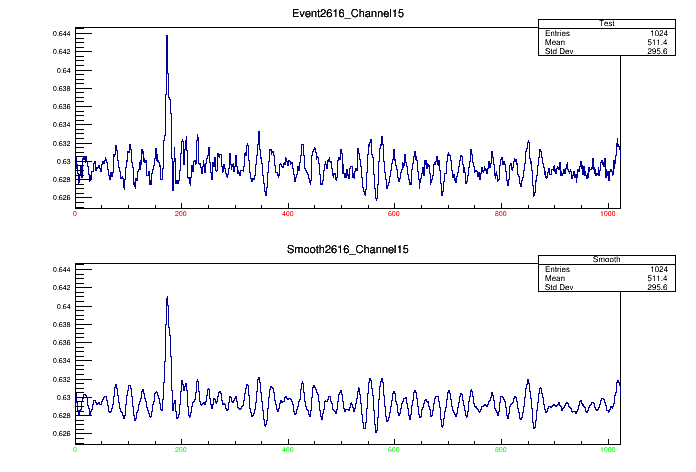 Event2616_Channel15
Test
Entries 1024
Mean 511.4
Std Dev 295.6
0.644
0.642
0.64
0.638
0.636
0.634
0.632
0.63
0.628
0.626
0 200 400 600 800 1000
Smooth2616_Channel15
Smooth
Entries 1024
Mean 511.4
Std Dev 295.6
0.644
0.642
0.64
0.638
0.636
0.634
0.632
0.63
0.628
0.626
0 200 400 600 800 1000